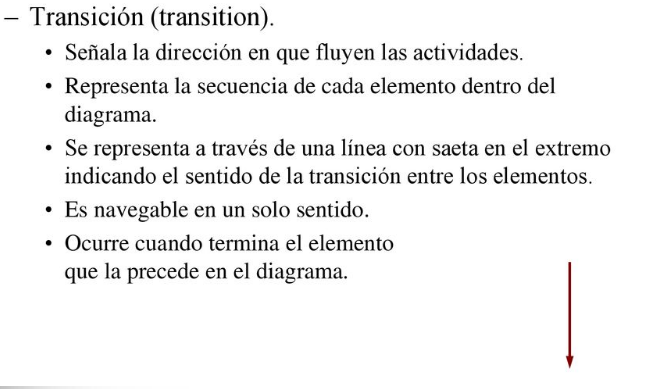 – Transición (transition).
• Señala la dirección en que fluyen las actividades.
• Representa la secuencia de cada elemento dentro del
diagrama.
• Se representa a través de una línea con saeta en el extremo
indicando el sentido de la transición entre los elementos.
• Es navegable en un solo sentido.
• Ocurre cuando termina el elemento
que la precede en el diagrama.